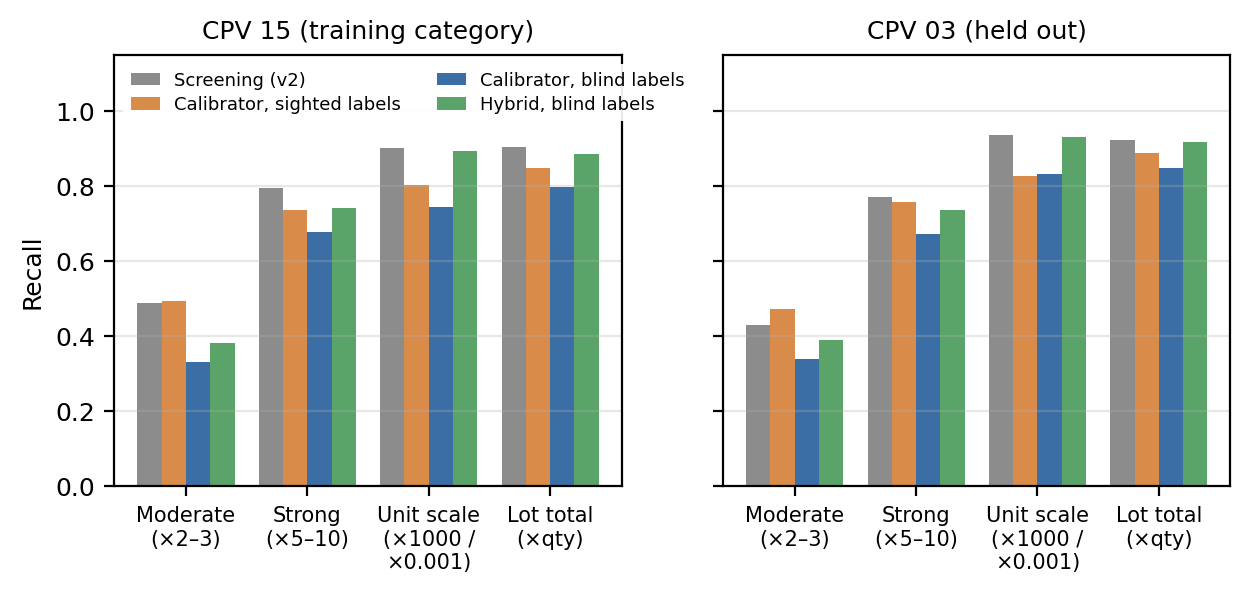 CPV 15 (training category)
Screening (v2)
Calibrator, sighted labels
Calibrator, blind labels
Hybrid, blind labels
Recall
1.0
0.8
0.6
0.4
0.2
0.0
Moderate
(×2–3)
Strong
(×5–10)
Unit scale
(×1000 /
×0.001)
Lot total
(×qty)
CPV 03 (held out)
Moderate
(×2–3)
Strong
(×5–10)
Unit scale
(×1000 /
×0.001)
Lot total
(×qty)